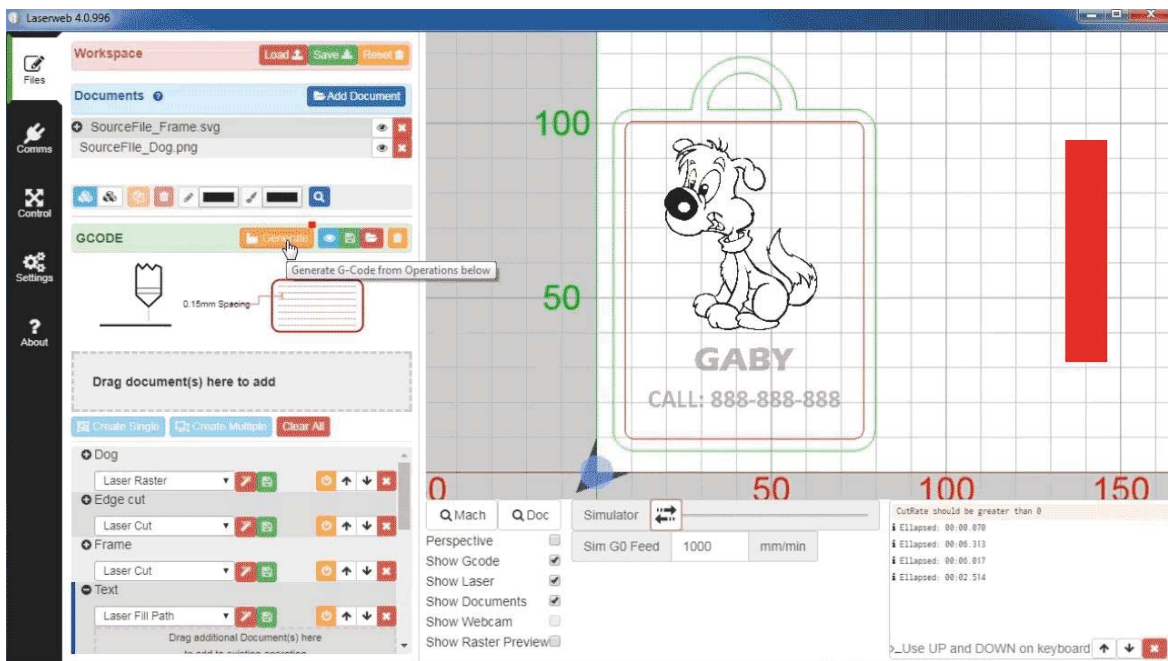 Laserweb 4.0.996
Files
Comms
Control
Settings
About
Workspace
Load
Save
Reset
Documents
Add Document
SourceFile_Frame.svg
SourceFIle_Dog.png
GCODE
Generate
Generate G-Code from Operations below
0.15mm Spacing
Drag document(s) here to add
Create Single
Create Multiple
Clear All
Dog
Laser Raster
Edge cut
Laser Cut
Frame
Laser Cut
Text
Laser Fill Path
Drag additional Document(s) here
to add to existing operation
100
50
GABY
CALL: 888-888-888
0
50
100
150
Mach
Doc
Perspective
Show Gcode
Show Laser
Show Documents
Show Webcam
Show Raster Preview
Simulator
Sim G0 Feed 1000 mm/min
CutRate should be greater than 0
Ellapsed: 00:00.070
Ellapsed: 00:06.313
Ellapsed: 00:06.017
Ellapsed: 00:02.514
>_Use UP and DOWN on keyboard